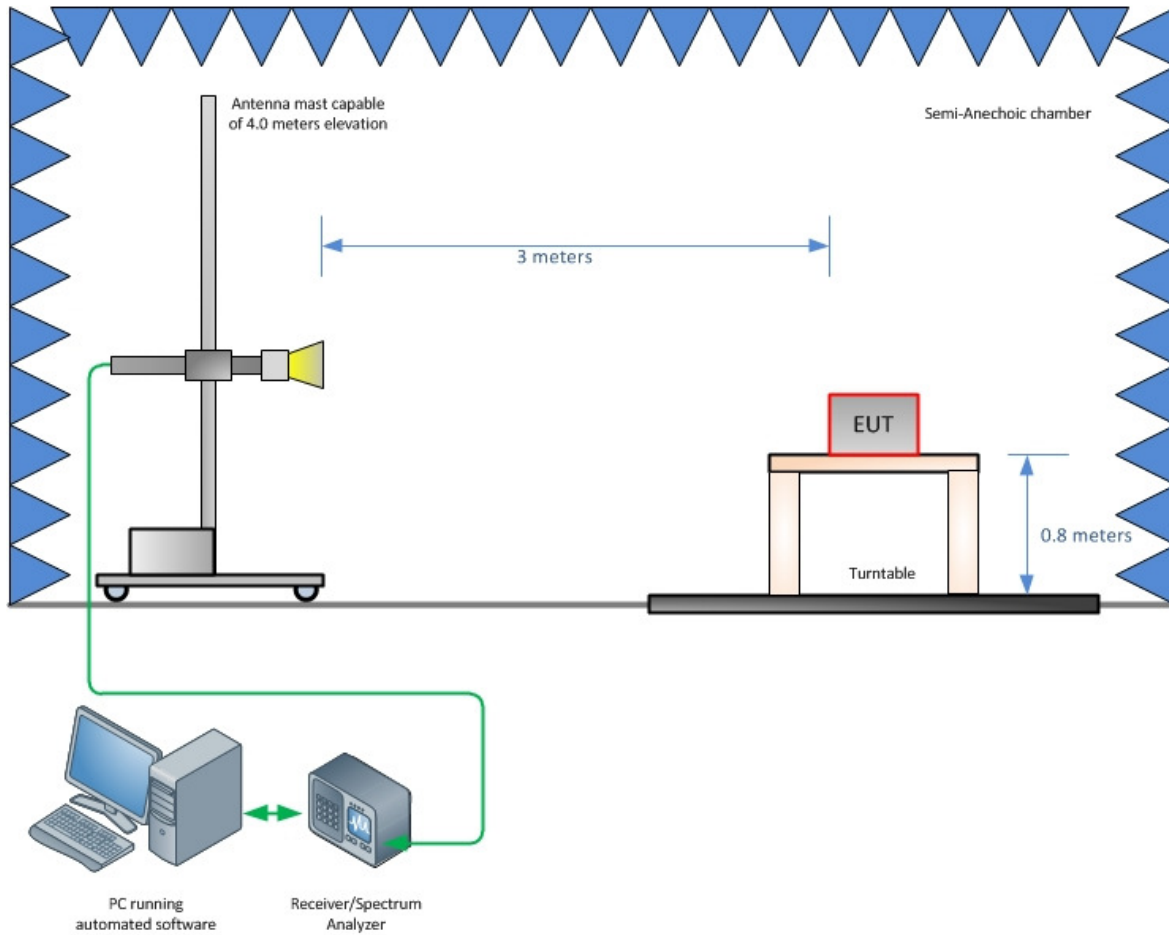 Antenna mast capable
of 4.0 meters elevation
Semi-Anechoic chamber
3 meters
EUT
0.8 meters
Turntable
PC running
automated software
Receiver/Spectrum
Analyzer